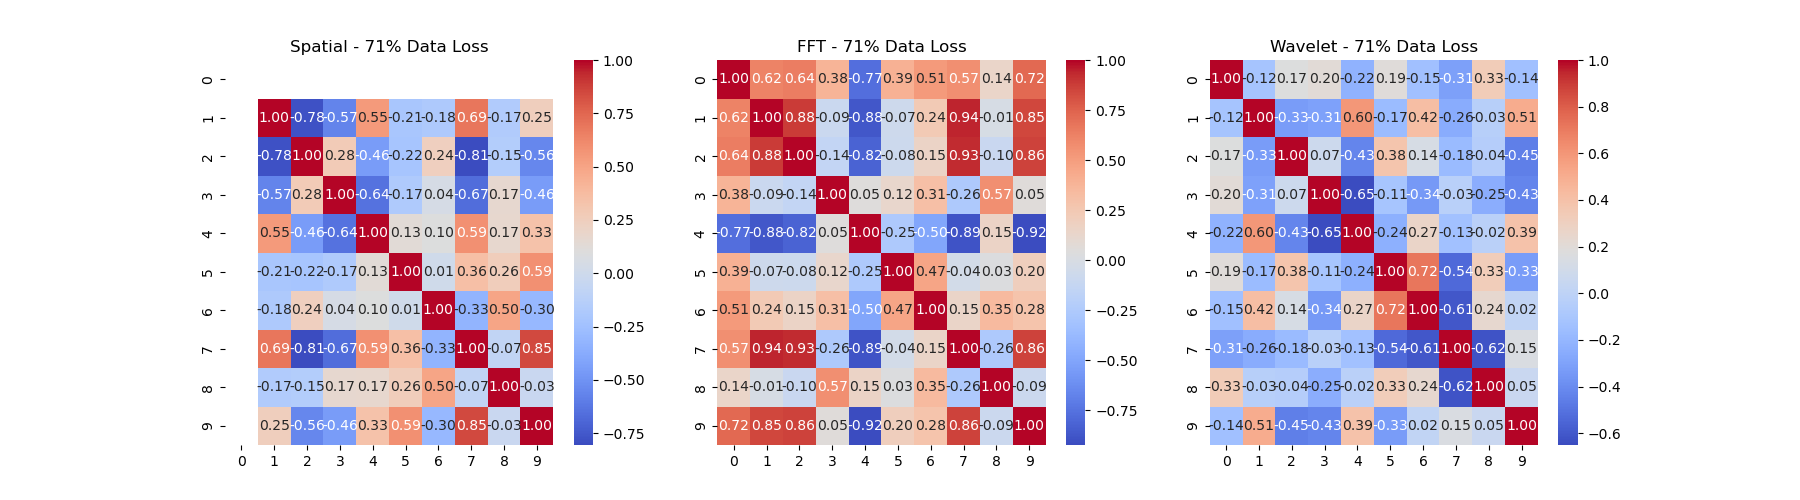 Spatial - 71% Data Loss
0
1 1.00 -0.78 -0.57 0.55 -0.21 -0.18 0.69 -0.17 0.25
2 -0.78 1.00 0.28 -0.46 -0.22 0.24 -0.81 -0.15 -0.56
3 -0.57 0.28 1.00 -0.64 -0.17 0.04 -0.67 0.17 -0.46
4 0.55 -0.46 -0.64 1.00 0.13 0.10 0.59 0.17 0.33
5 -0.21 -0.22 -0.17 0.13 1.00 0.01 0.36 0.26 0.59
6 -0.18 0.24 0.04 0.10 0.01 1.00 -0.33 0.50 -0.30
7 0.69 -0.81 -0.67 0.59 0.36 -0.33 1.00 -0.07 0.85
8 -0.17 -0.15 0.17 0.17 0.26 0.50 -0.07 1.00 -0.03
9 0.25 -0.56 -0.46 0.33 0.59 -0.30 0.85 -0.03 1.00
0 1 2 3 4 5 6 7 8 9
1.00
0.75
0.50
0.25
0.00
−0.25
−0.50
−0.75
FFT - 71% Data Loss
0 1.00 0.62 0.64 0.38 -0.77 0.39 0.51 0.57 0.14 0.72
1 0.62 1.00 0.88 -0.09 -0.88 -0.07 0.24 0.94 -0.01 0.85
2 0.64 0.88 1.00 -0.14 -0.82 -0.08 0.15 0.93 -0.10 0.86
3 0.38 -0.09 -0.14 1.00 0.05 0.12 0.31 -0.26 0.57 0.05
4 -0.77 -0.88 -0.82 0.05 1.00 -0.25 -0.50 -0.89 0.15 -0.92
5 0.39 -0.07 -0.08 0.12 -0.25 1.00 0.47 -0.04 0.03 0.20
6 0.51 0.24 0.15 0.31 -0.50 0.47 1.00 0.15 0.35 0.28
7 0.57 0.94 0.93 -0.26 -0.89 -0.04 0.15 1.00 -0.26 0.86
8 0.14 -0.01 -0.10 0.57 0.15 0.03 0.35 -0.26 1.00 -0.09
9 0.72 0.85 0.86 0.05 -0.92 0.20 0.28 0.86 -0.09 1.00
0 1 2 3 4 5 6 7 8 9
1.00
0.75
0.50
0.25
0.00
−0.25
−0.50
−0.75
Wavelet - 71% Data Loss
0 1.00 -0.12 0.17 0.20 -0.22 0.19 -0.15 -0.31 0.33 -0.14
1 -0.12 1.00 -0.33 -0.31 0.60 -0.17 0.42 -0.26 -0.03 0.51
2 0.17 -0.33 1.00 0.07 -0.43 0.38 0.14 -0.18 -0.04 -0.45
3 0.20 -0.31 0.07 1.00 -0.65 -0.11 -0.34 -0.03 -0.25 -0.43
4 -0.22 0.60 -0.43 -0.65 1.00 -0.24 0.27 -0.13 -0.02 0.39
5 0.19 -0.17 0.38 -0.11 -0.24 1.00 0.72 -0.54 0.33 -0.33
6 -0.15 0.42 0.14 -0.34 0.27 0.72 1.00 -0.61 0.24 0.02
7 -0.31 -0.26 -0.18 -0.03 -0.13 -0.54 -0.61 1.00 -0.62 0.15
8 0.33 -0.03 -0.04 -0.25 -0.02 0.33 0.24 -0.62 1.00 0.05
9 -0.14 0.51 -0.45 -0.43 0.39 -0.33 0.02 0.15 0.05 1.00
0 1 2 3 4 5 6 7 8 9
1.0
0.8
0.6
0.4
0.2
0.0
−0.2
−0.4
−0.6